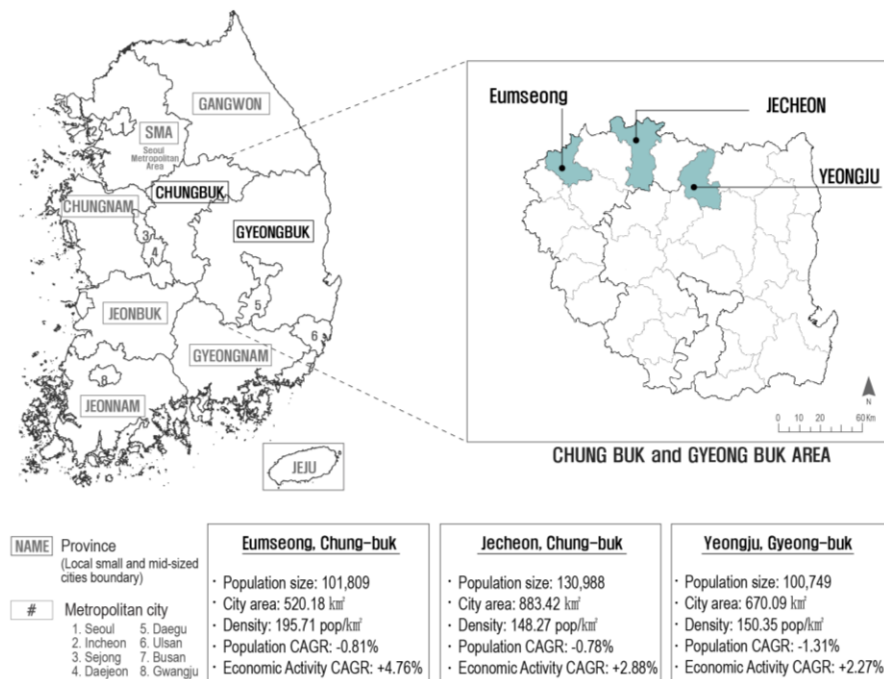 GANGWON
SMA
Seoul
Metropolitan
Area
2
1
CHUNGBUK
CHUNGNAM
GYEONGBUK
3
4
5
JEONBUK
6
GYEONGNAM
7
8
JEONNAM
JEJU
Eumseong
JECHEON
YEONGJU
N
0 10 20 60 Km
CHUNG BUK and GYEONG BUK AREA
NAME Province
(Local small and mid-sized
cities boundary)
# Metropolitan city
1. Seoul 5. Daegu
2. Incheon 6. Ulsan
3. Sejong 7. Busan
4. Daejeon 8. Gwangju
Eumseong, Chung-buk
· Population size: 101,809
· City area: 520.18 ㎢
· Density: 195.71 pop/㎢
· Population CAGR: -0.81%
· Economic Activity CAGR: +4.76%
Jecheon, Chung-buk
· Population size: 130,988
· City area: 883.42 ㎢
· Density: 148.27 pop/㎢
· Population CAGR: -0.78%
· Economic Activity CAGR: +2.88%
Yeongju, Gyeong-buk
· Population size: 100,749
· City area: 670.09 ㎢
· Density: 150.35 pop/㎢
· Population CAGR: -1.31%
· Economic Activity CAGR: +2.27%